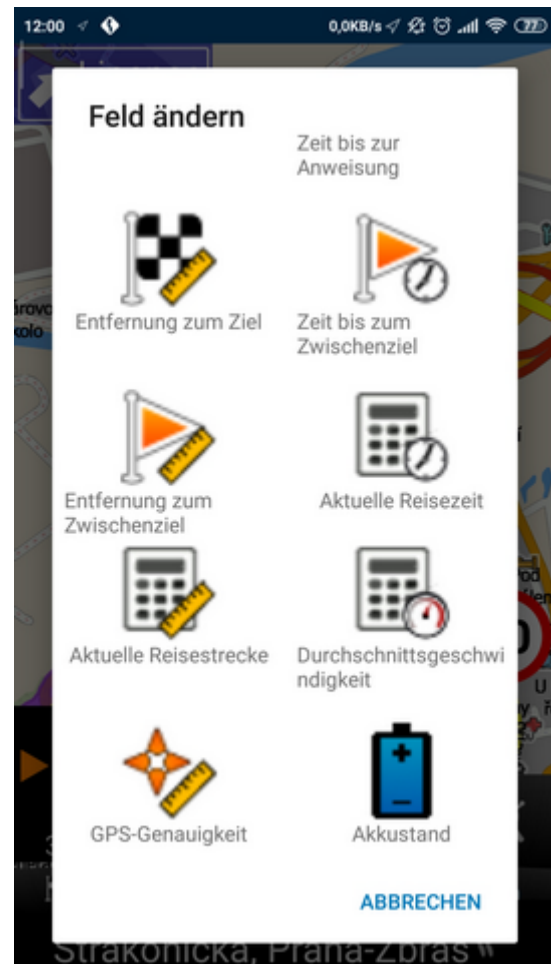 12:00
0,0KB/s
77
Feld ändern
Zeit bis zur
Anweisung
Entfernung zum Ziel
Zeit bis zum
Zwischenziel
Entfernung zum
Zwischenziel
Aktuelle Reisezeit
Aktuelle Reisestrecke
Durchschnittsgeschwi
ndigkeit
GPS-Genauigkeit
Akkustand
ABBRECHEN